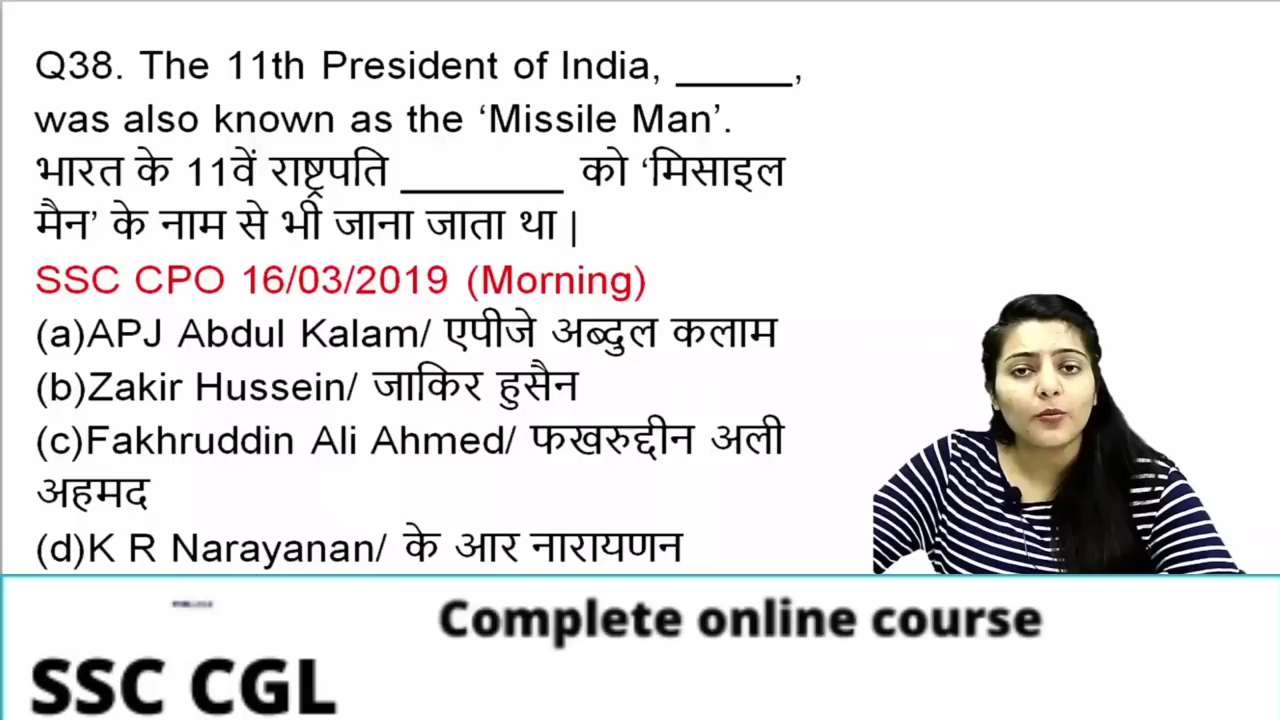 Q38. The 11th President of India, _____,
was also known as the ‘Missile Man’.
भारत के 11वें राष्ट्रपति _______ को ‘मिसाइल
मैन’ के नाम से भी जाना जाता था |
SSC CPO 16/03/2019 (Morning)
(a)APJ Abdul Kalam/ एपीजे अब्दुल कलाम
(b)Zakir Hussein/ जाकिर हुसैन
(c)Fakhruddin Ali Ahmed/ फखरुद्दीन अली
अहमद
(d)K R Narayanan/ के आर नारायणन
Complete online course
SSC CGL